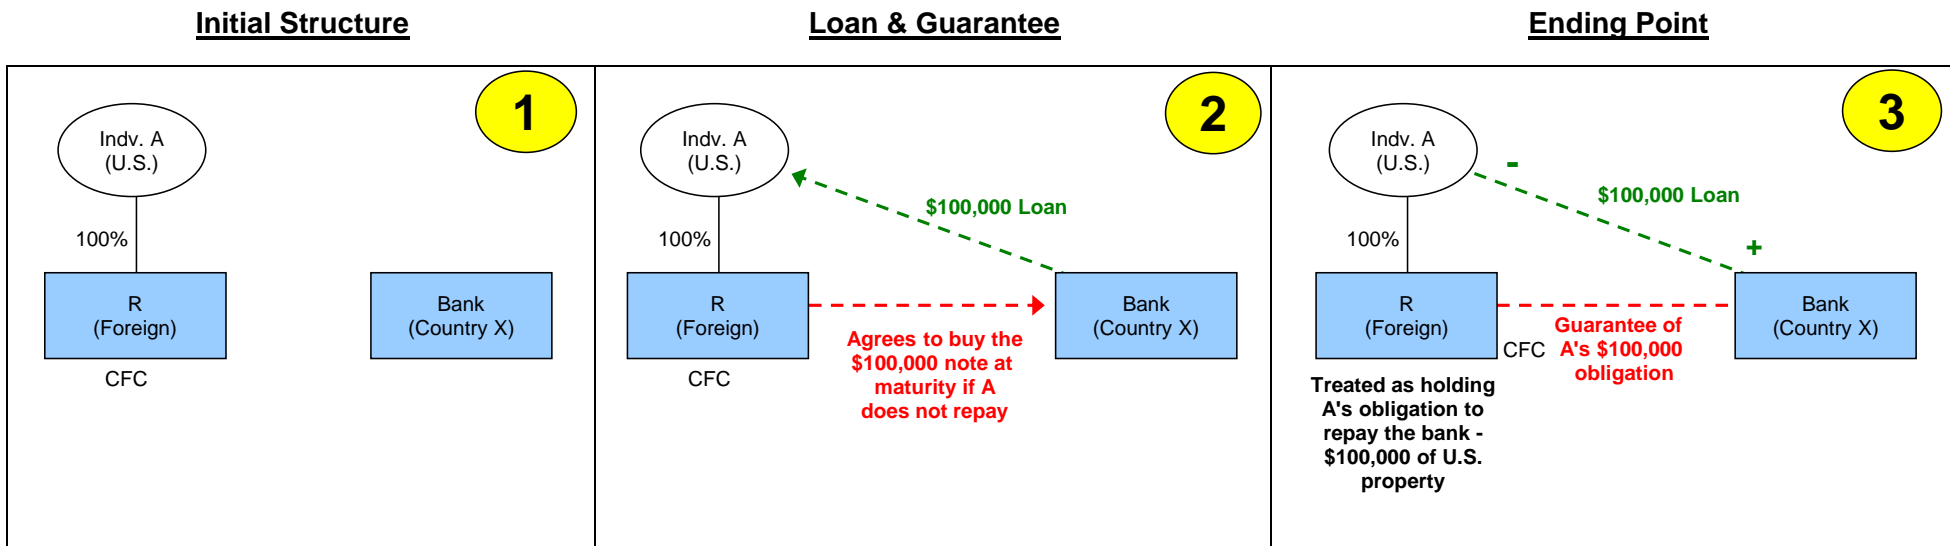 Initial Structure
Loan & Guarantee
Ending Point
1
Indv. A
(U.S.)
100%
R
(Foreign)
CFC
Bank
(Country X)
2
Indv. A
(U.S.)
$100,000 Loan
100%
R
(Foreign)
CFC
Agrees to buy the
$100,000 note at
maturity if A
does not repay
Bank
(Country X)
3
Indv. A
(U.S.)
-
$100,000 Loan
+
100%
R
(Foreign)
CFC
Guarantee of
A's $100,000
obligation
Bank
(Country X)
Treated as holding
A's obligation to
repay the bank -
$100,000 of U.S.
property